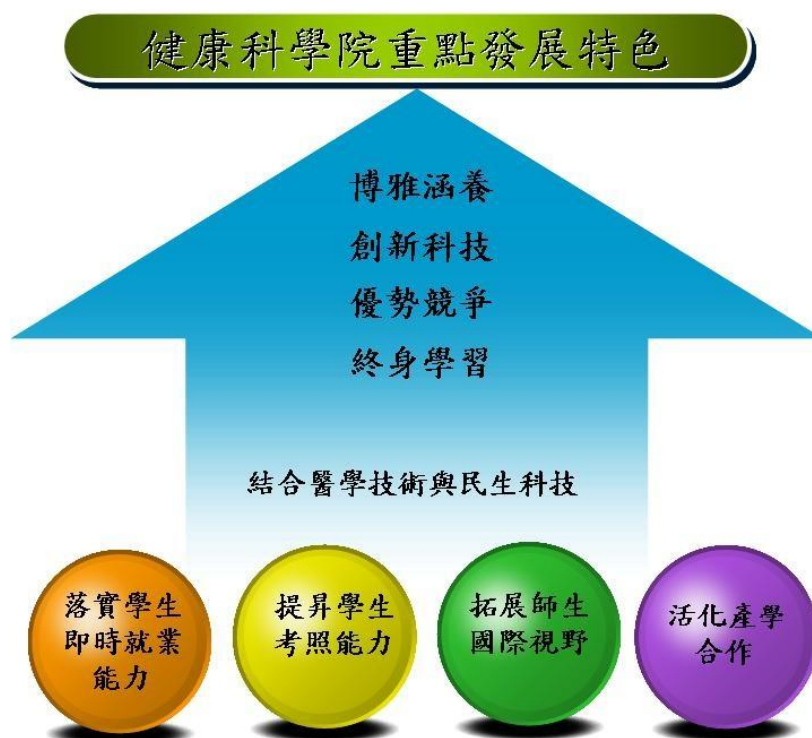 健康科學院重點發展特色
博雅涵養
創新科技
優勢競爭
終身學習
結合醫學技術與民生科技
落實學生
即時就業
能力
提昇學生
考照能力
拓展師生
國際視野
活化產學
合作